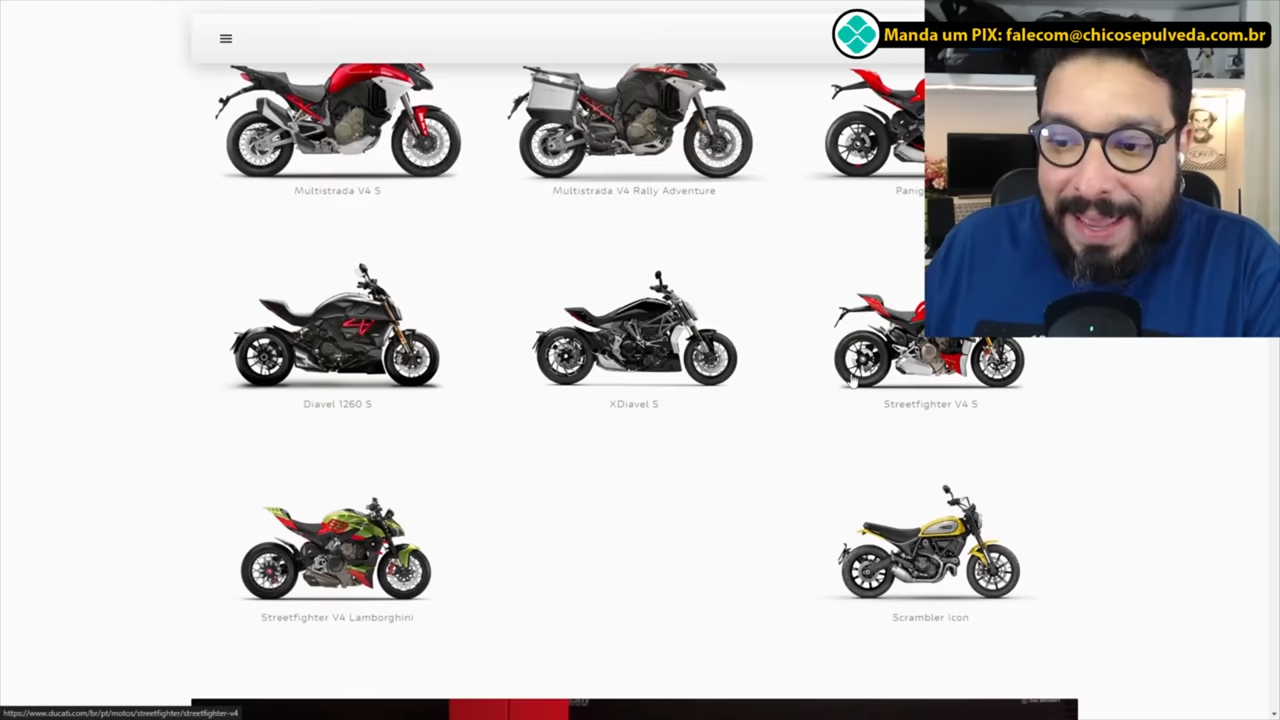 Manda um PIX: falecom@chicosepulveda.com.br
Multistrada V4 S
Multistrada V4 Rally Adventure
Diavel 1260 S
XDiavel S
Streetfighter V4 S
Streetfighter V4 Lamborghini
Scrambler Icon
https://www.ducati.com/br/pt/motos/streetfighter/streetfighter-v4